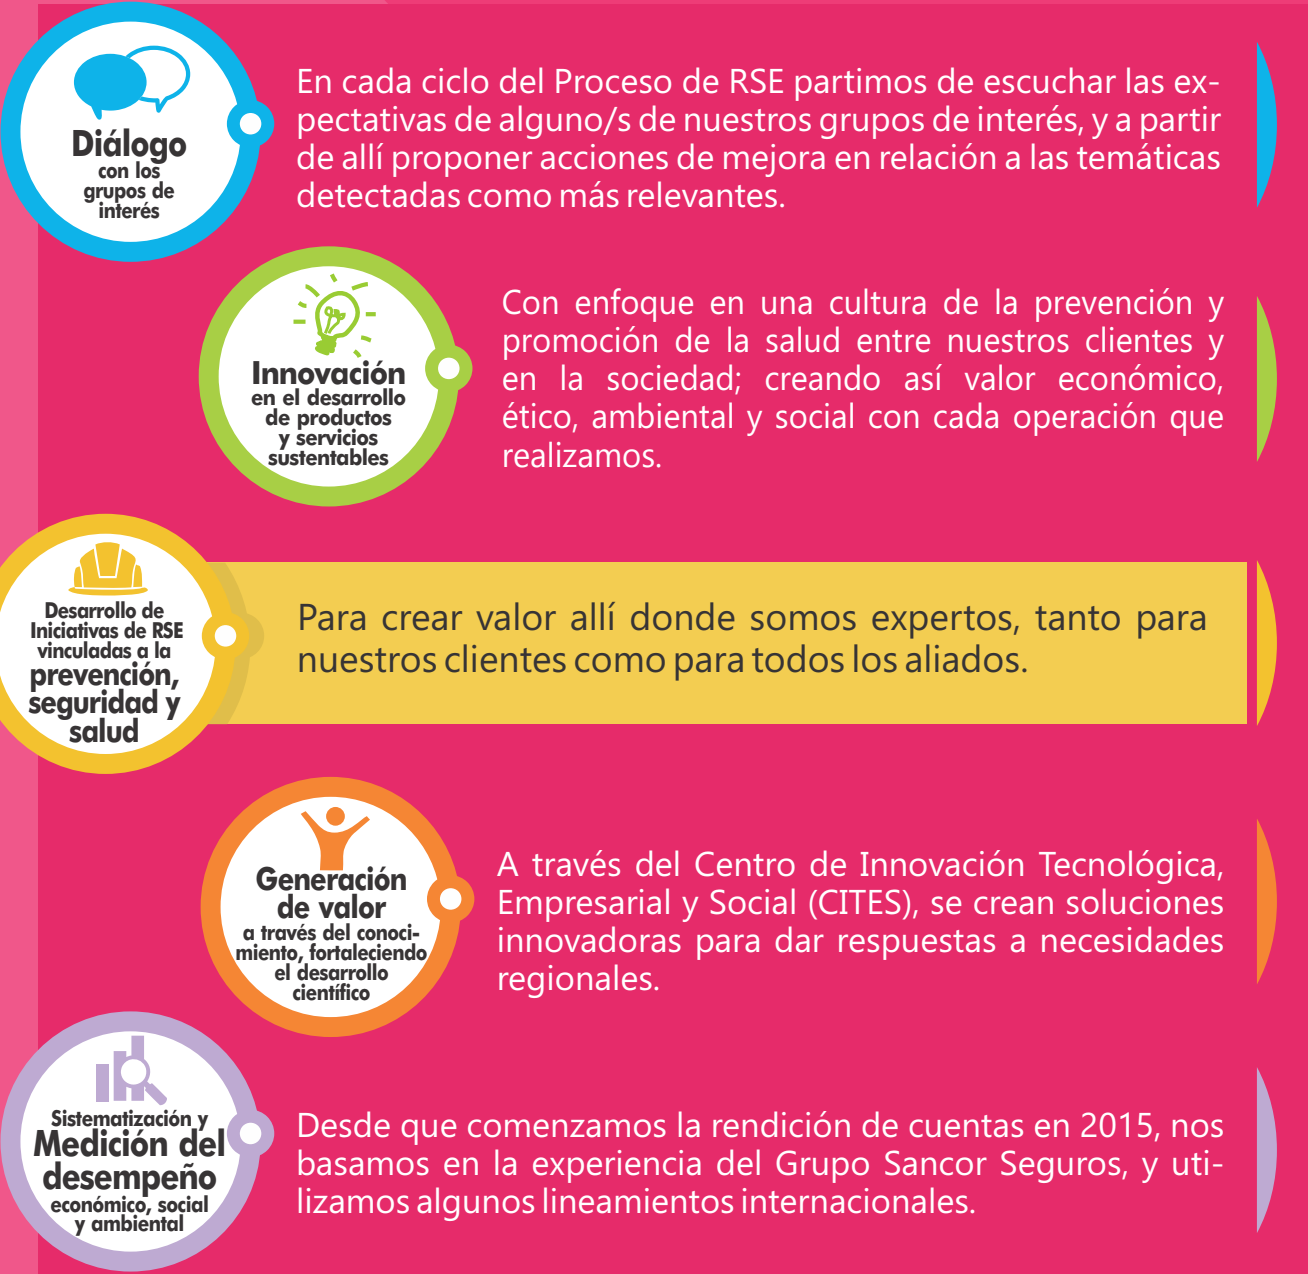 Diálogo
con los
grupos de
interés
En cada ciclo del Proceso de RSE partimos de escuchar las ex-
pectativas de alguno/s de nuestros grupos de interés, y a partir
de allí proponer acciones de mejora en relación a las temáticas
detectadas como más relevantes.
Innovación
en el desarrollo
de productos
y servicios
sustentables
Con enfoque en una cultura de la prevención y
promoción de la salud entre nuestros clientes y
en la sociedad; creando así valor económico,
ético, ambiental y social con cada operación que
realizamos.
Desarrollo de
Iniciativas de RSE
vinculadas a la
prevención,
seguridad y
salud
Para crear valor allí donde somos expertos, tanto para
nuestros clientes como para todos los aliados.
Generación
de valor
a través del conoci-
miento, fortaleciendo
el desarrollo
científico
A través del Centro de Innovación Tecnológica,
Empresarial y Social (CITES), se crean soluciones
innovadoras para dar respuestas a necesidades
regionales.
Sistematización y
Medición del
desempeño
económico, social
y ambiental
Desde que comenzamos la rendición de cuentas en 2015, nos
basamos en la experiencia del Grupo Sancor Seguros, y uti-
lizamos algunos lineamientos internacionales.